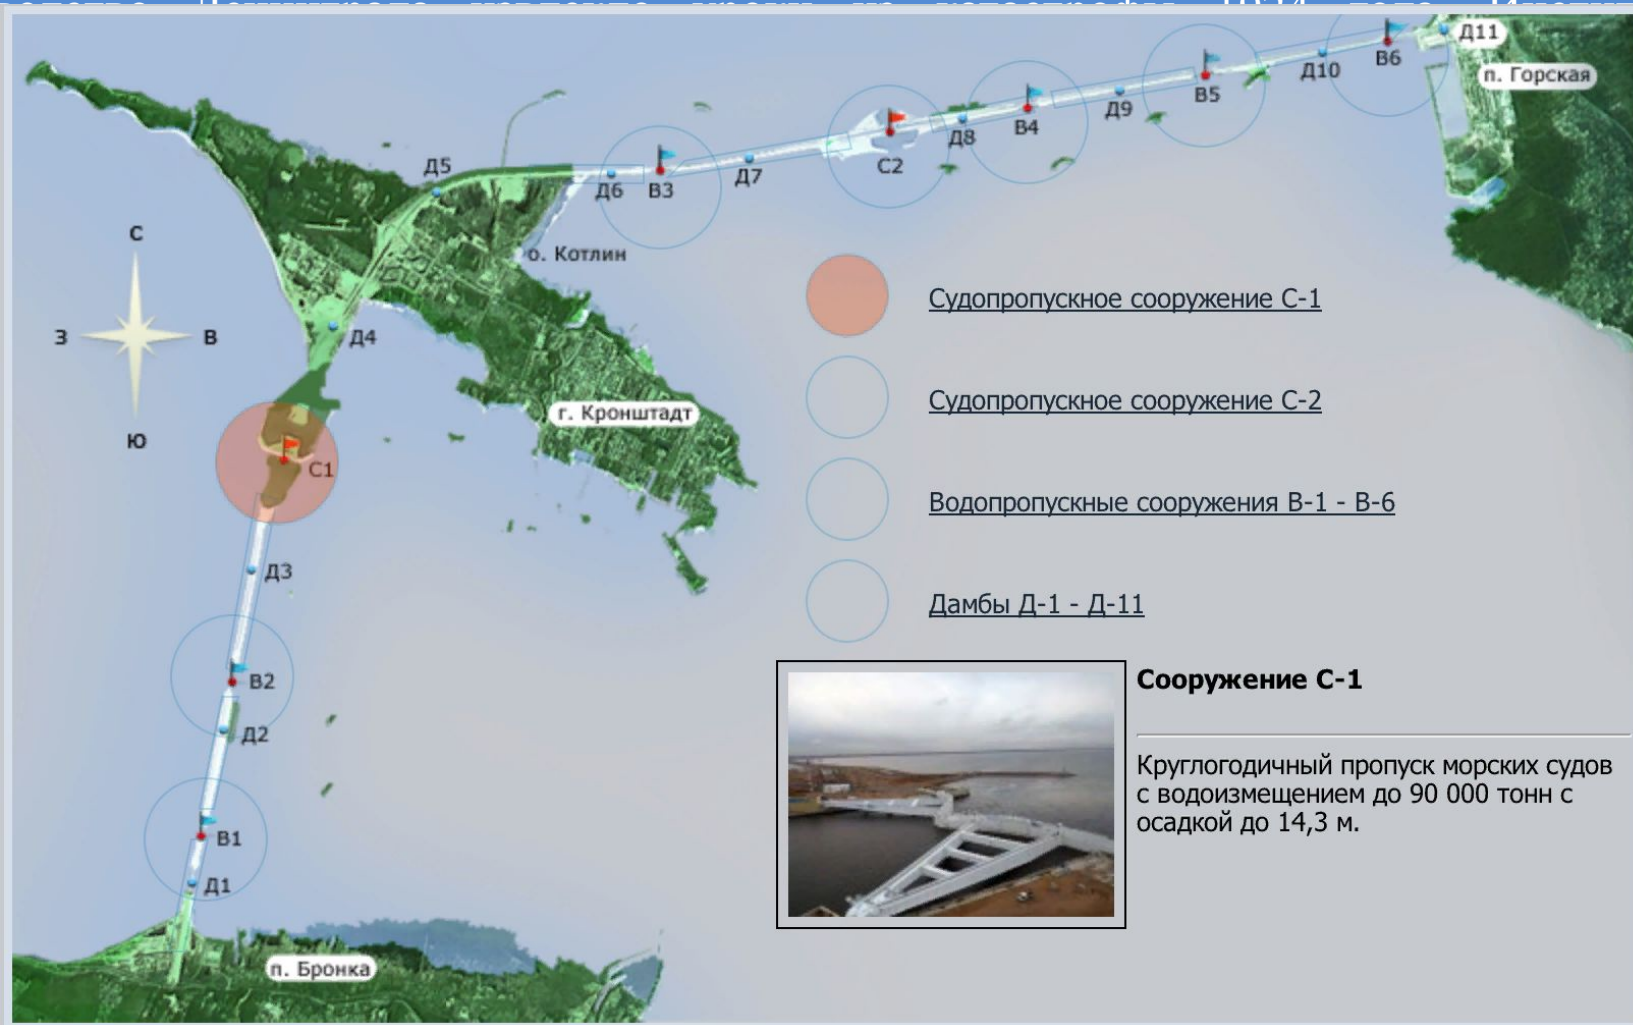 Д11
В6
п. Горская
Д10
В5
Д9
В4
Д8
С2
Д7
В3
Д6
Д5
о. Котлин
С
З
В
Ю
Д4
г. Кронштадт
С1
Д3
В2
Д2
В1
Д1
п. Бронка
Судопропускное сооружение С-1
Судопропускное сооружение С-2
Водопропускные сооружения В-1 - В-6
Дамбы Д-1 - Д-11
Сооружение С-1
Круглогодичный пропуск морских судов
с водоизмещением до 90 000 тонн с
осадкой до 14,3 м.